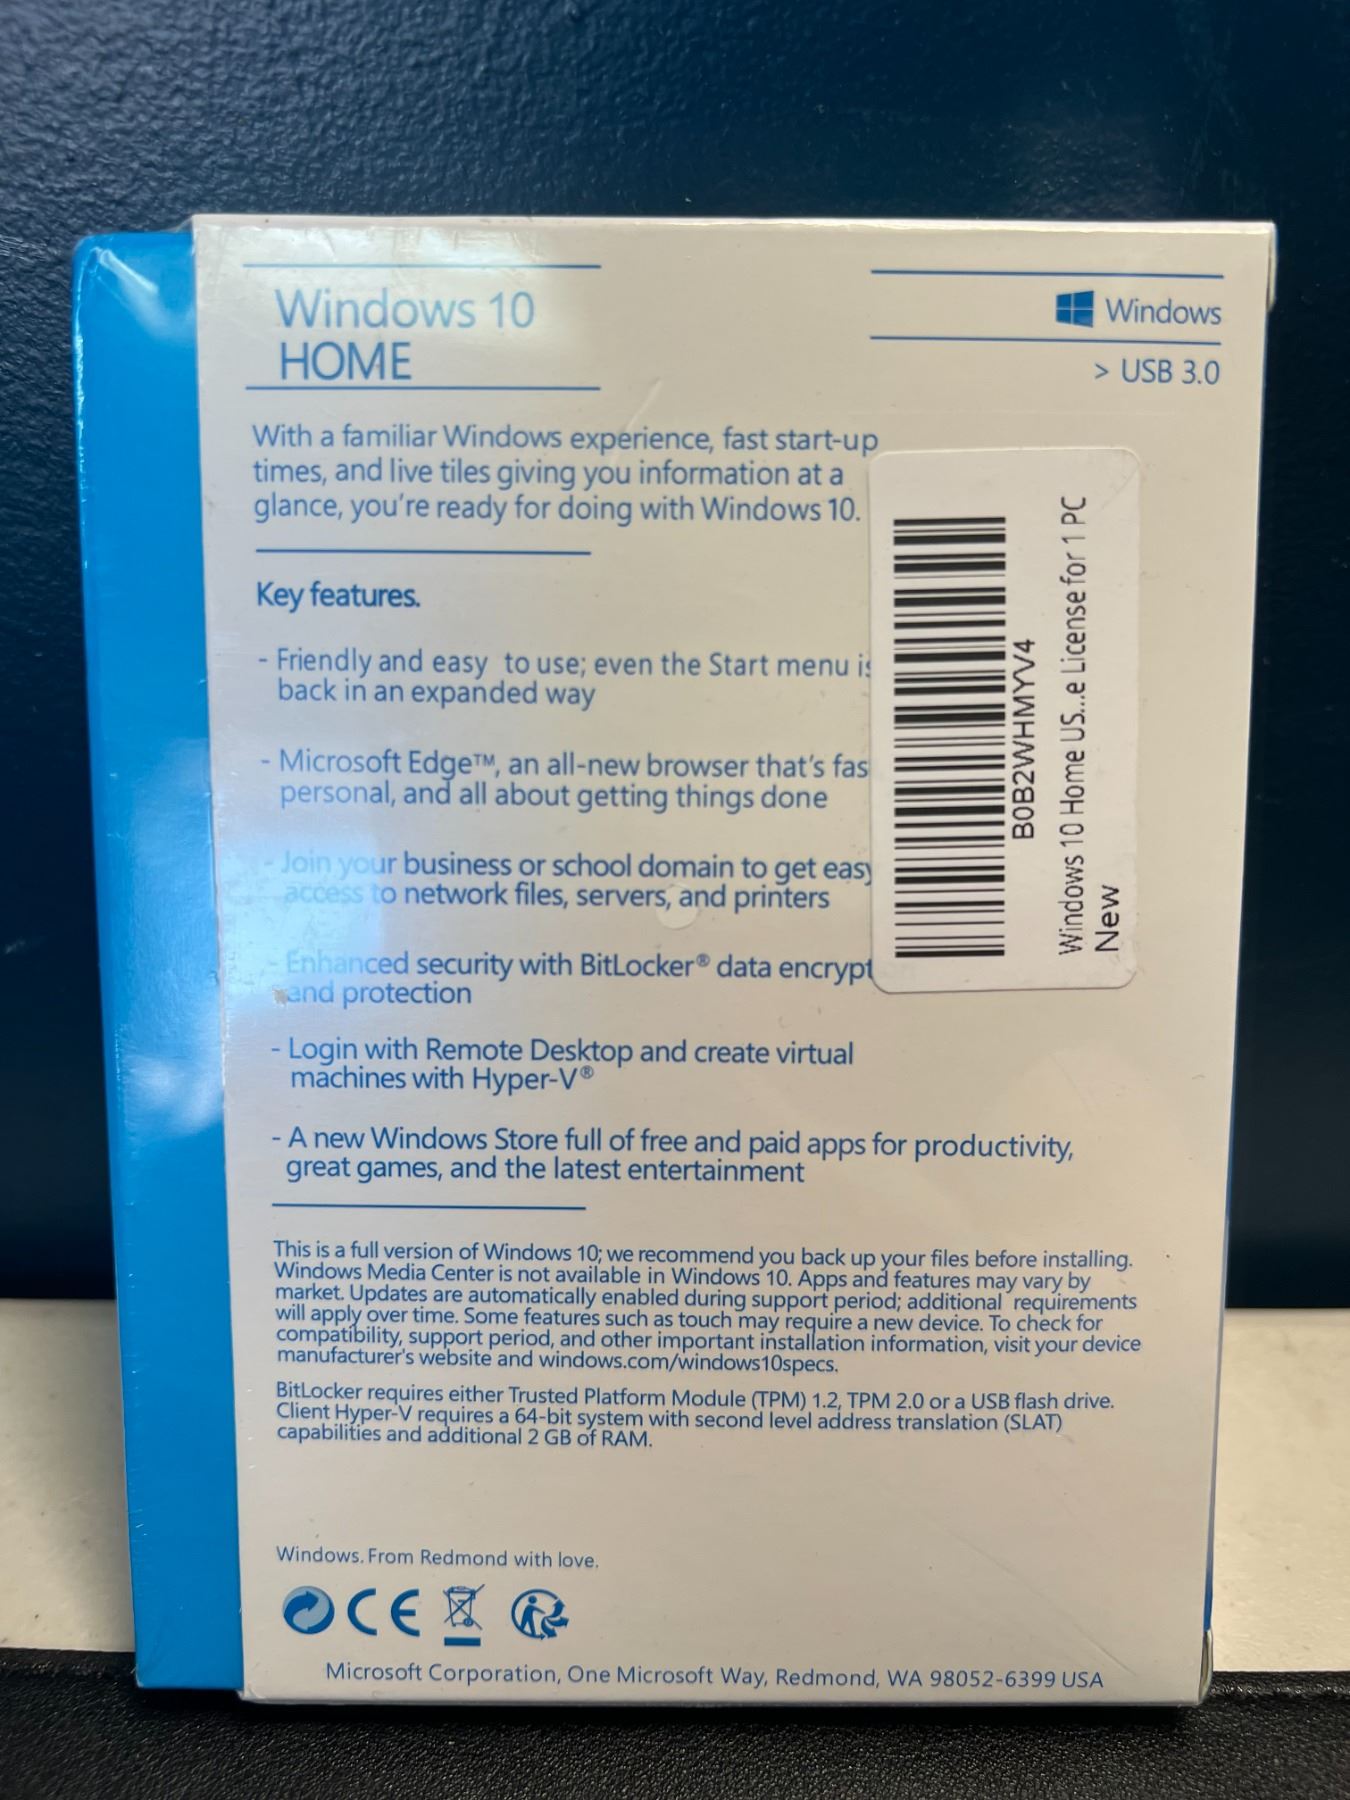 Windows 10
HOME
Windows
> USB 3.0
With a familiar Windows experience, fast start-up
times, and live tiles giving you information at a
glance, you're ready for doing with Windows 10.
Key features.
- Friendly and easy to use; even the Start menu is
back in an expanded way
- Microsoft Edge™, an all-new browser that's fas
personal, and all about getting things done
- Join your business or school domain to get easy
access to network files, servers, and printers
- Enhanced security with BitLocker® data encrypt
and protection
- Login with Remote Desktop and create virtual
machines with Hyper-V®
- A new Windows Store full of free and paid apps for productivity,
great games, and the latest entertainment
B0B2WHMYV4
Windows 10 Home US...e License for 1 PC
New
This is a full version of Windows 10; we recommend you back up your files before installing.
Windows Media Center is not available in Windows 10. Apps and features may vary by
market. Updates are automatically enabled during support period; additional requirements
will apply over time. Some features such as touch may require a new device. To check for
compatibility, support period, and other important installation information, visit your device
manufacturer's website and windows.com/windows10specs.
BitLocker requires either Trusted Platform Module (TPM) 1.2, TPM 2.0 or a USB flash drive.
Client Hyper-V requires a 64-bit system with second level address translation (SLAT)
capabilities and additional 2 GB of RAM.
Windows. From Redmond with love.
CE
Microsoft Corporation, One Microsoft Way, Redmond, WA 98052-6399 USA